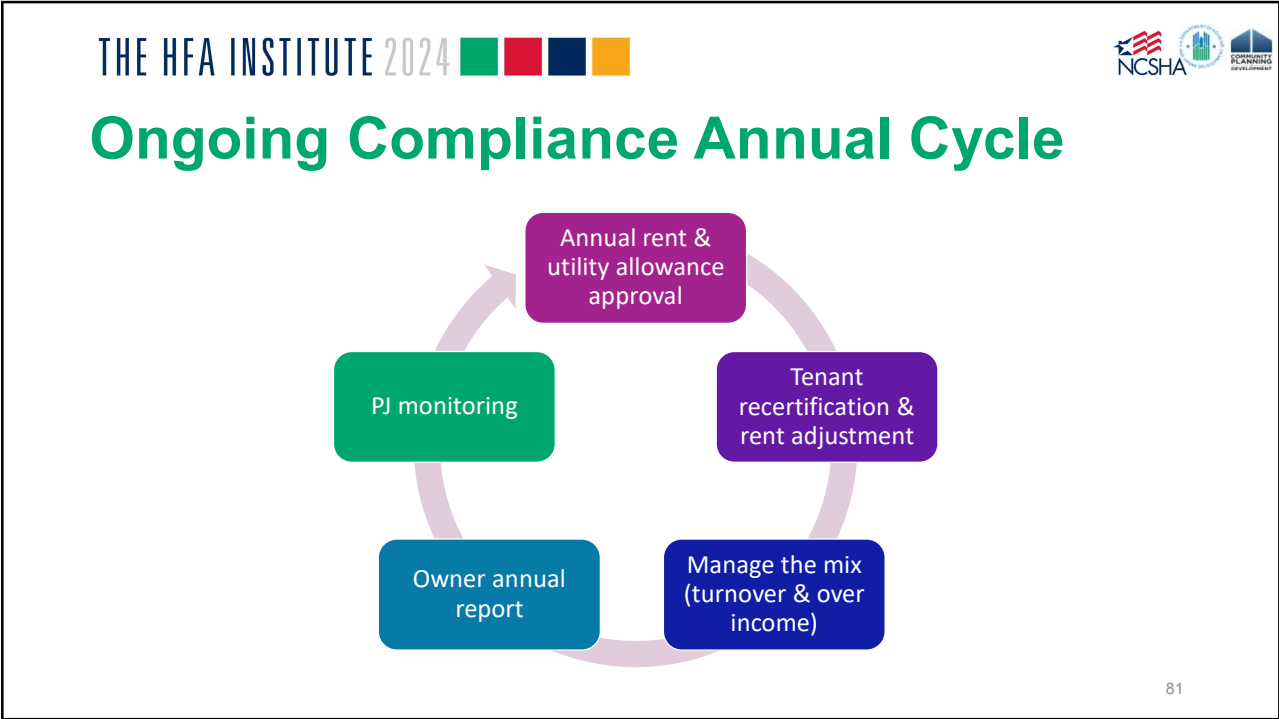 THE HFA INSTITUTE 2024
NCSHA
COMMUNITY
PLANNING
DEVELOPMENT
Ongoing Compliance Annual Cycle
Annual rent &
utility allowance
approval
Tenant
recertification &
rent adjustment
Manage the mix
(turnover & over
income)
Owner annual
report
PJ monitoring
81